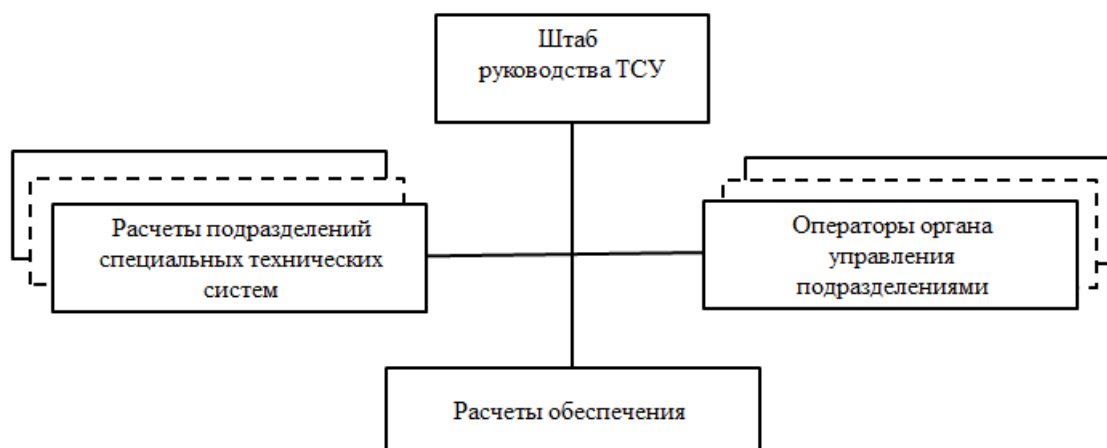 Штаб
руководства ТСУ
Расчеты подразделений
специальных технических
систем
Операторы органа
управления
подразделениями
Расчеты обеспечения